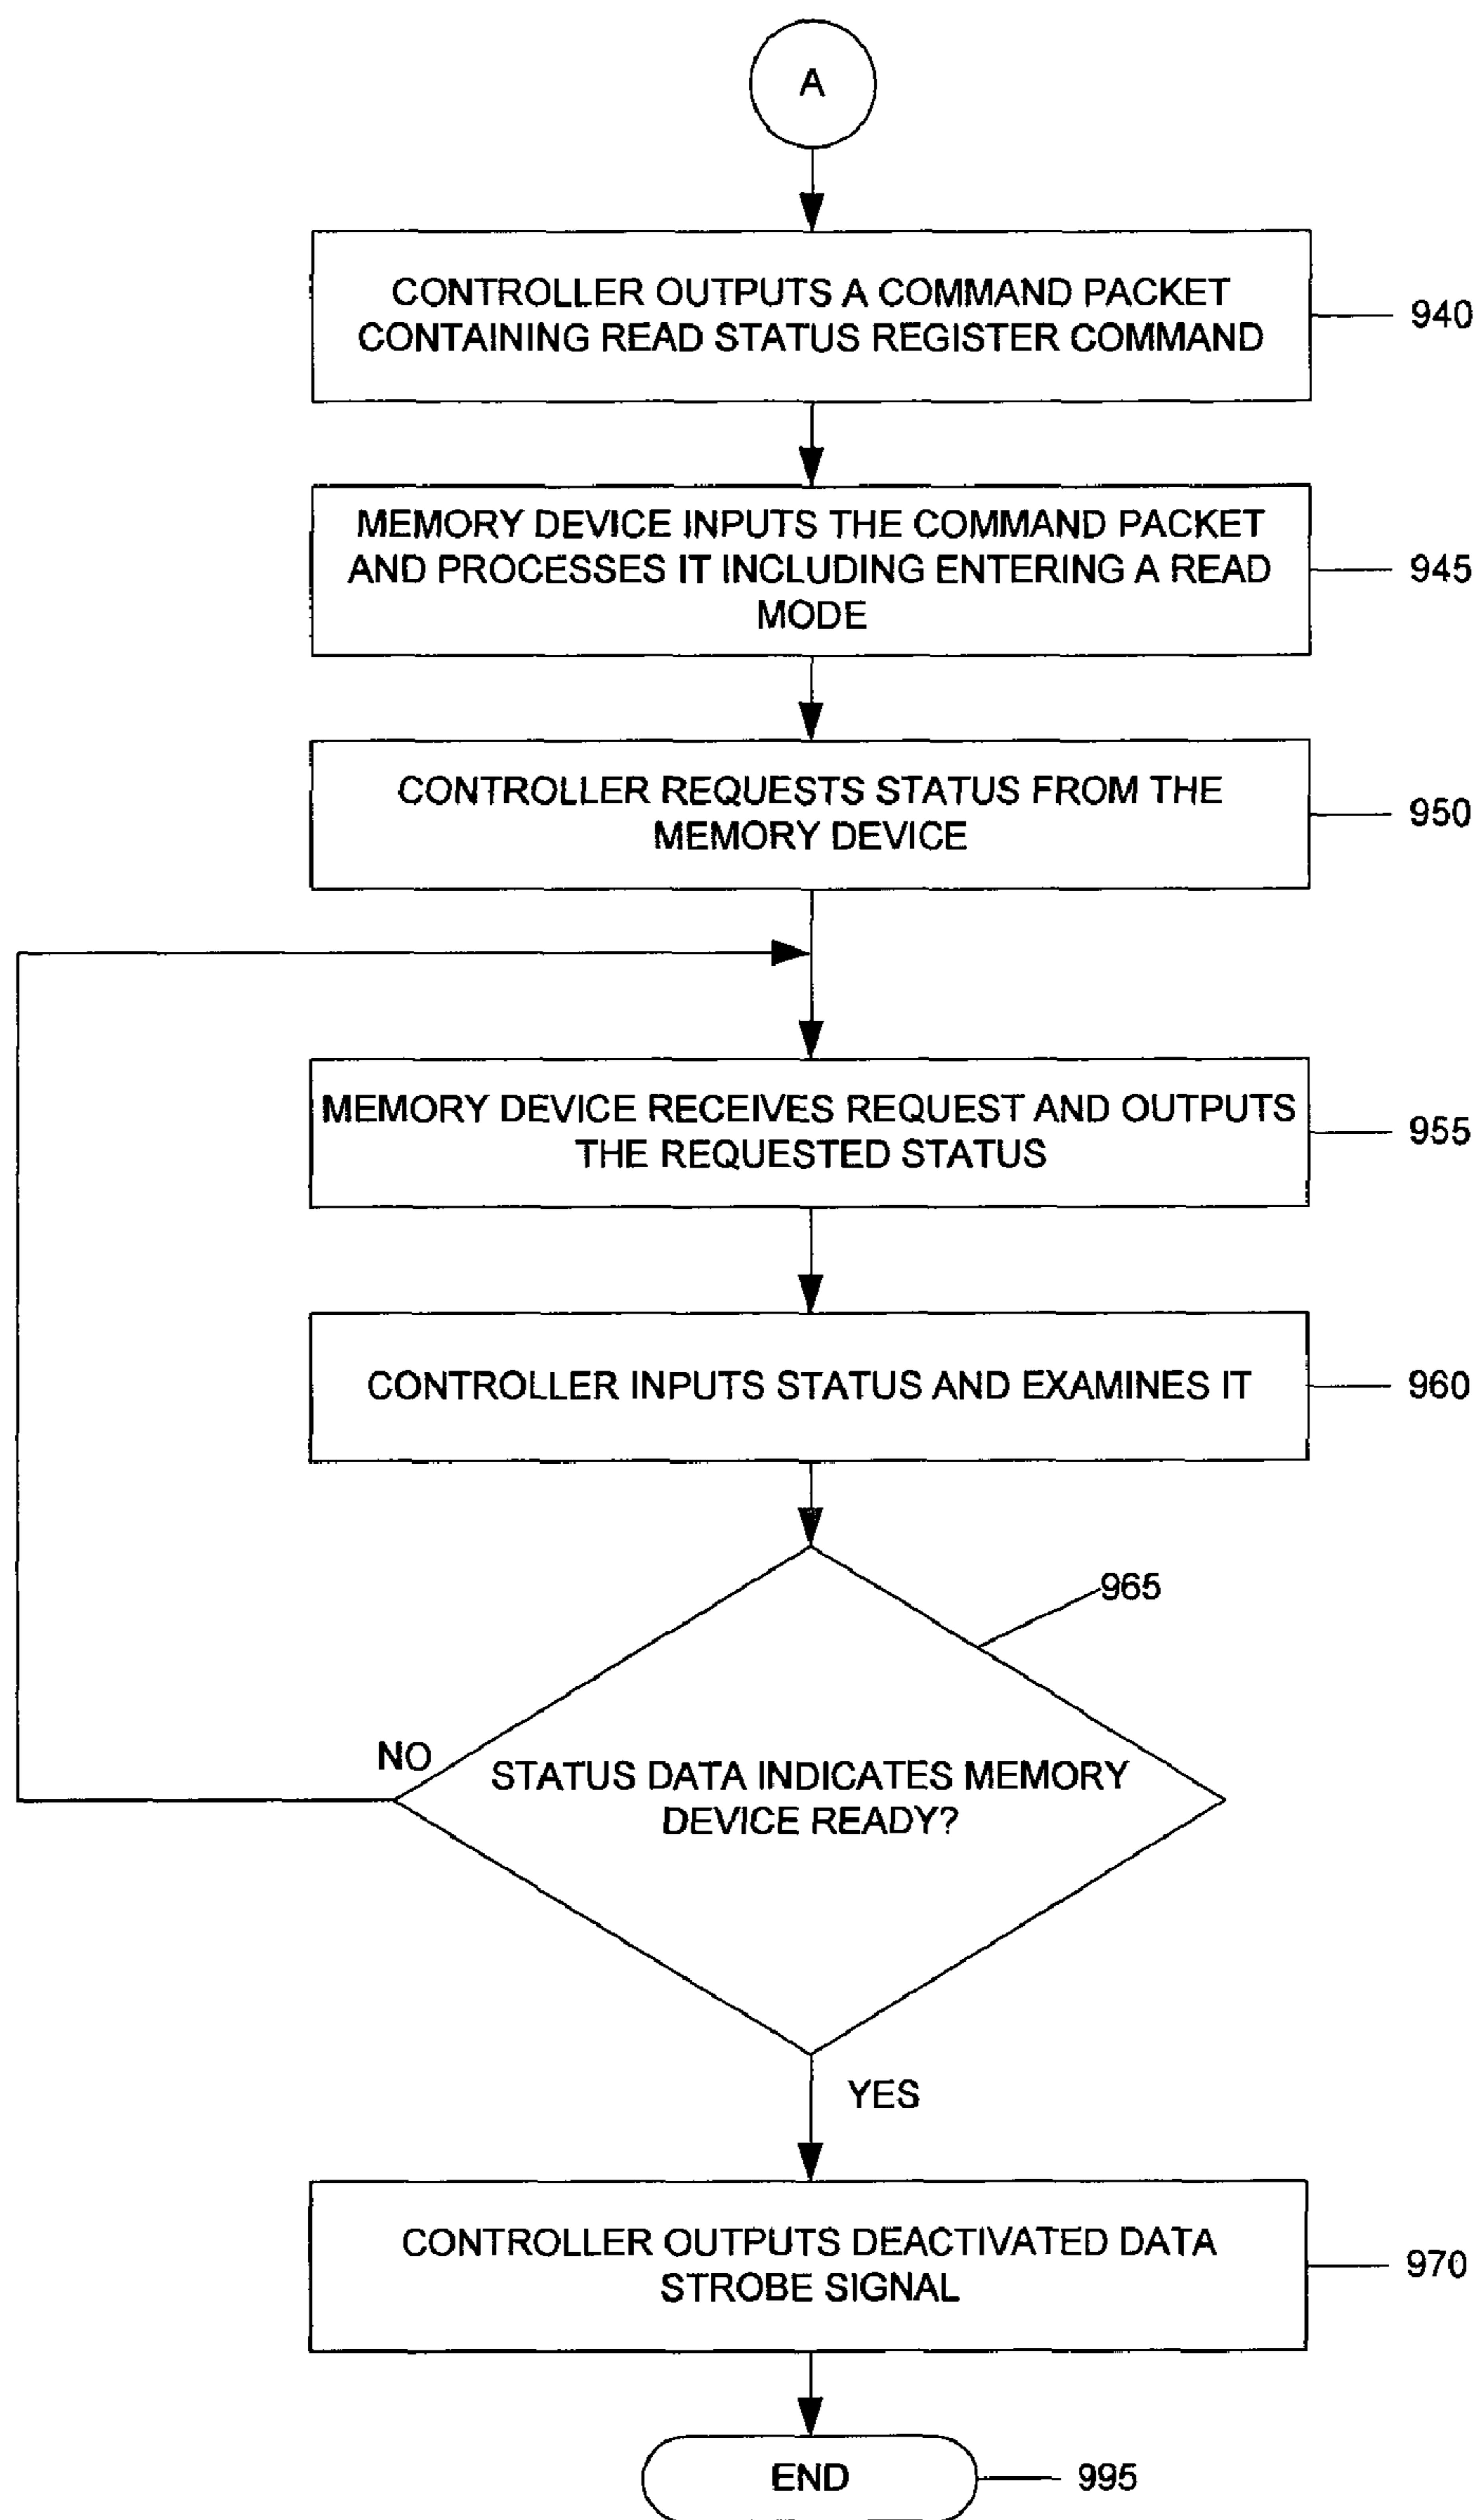 A
CONTROLLER OUTPUTS A COMMAND PACKET
CONTAINING READ STATUS REGISTER COMMAND
940
MEMORY DEVICE INPUTS THE COMMAND PACKET
AND PROCESSES IT INCLUDING ENTERING A READ
MODE
945
CONTROLLER REQUESTS STATUS FROM THE
MEMORY DEVICE
950
MEMORY DEVICE RECEIVES REQUEST AND OUTPUTS
THE REQUESTED STATUS
955
CONTROLLER INPUTS STATUS AND EXAMINES IT
960
965
NO
STATUS DATA INDICATES MEMORY
DEVICE READY?
YES
CONTROLLER OUTPUTS DEACTIVATED DATA
STROBE SIGNAL
970
END
995